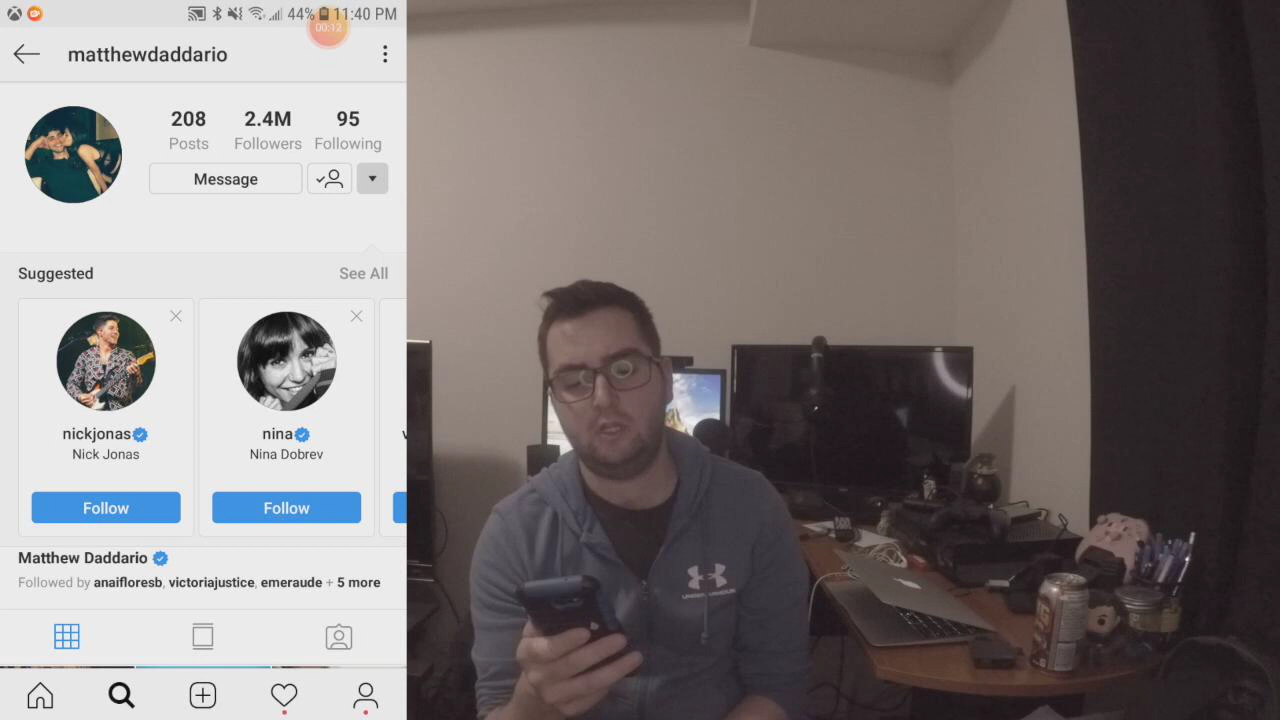 44% 11:40 PM
00:12
matthewdaddario
208 2.4M 95
Posts Followers Following
Message
Suggested See All
nickjonas nina
Nick Jonas Nina Dobrev
Follow Follow
Matthew Daddario
Followed by anaifloresb, victoriajustice, emeraude + 5 more
UNDER ARMOUR